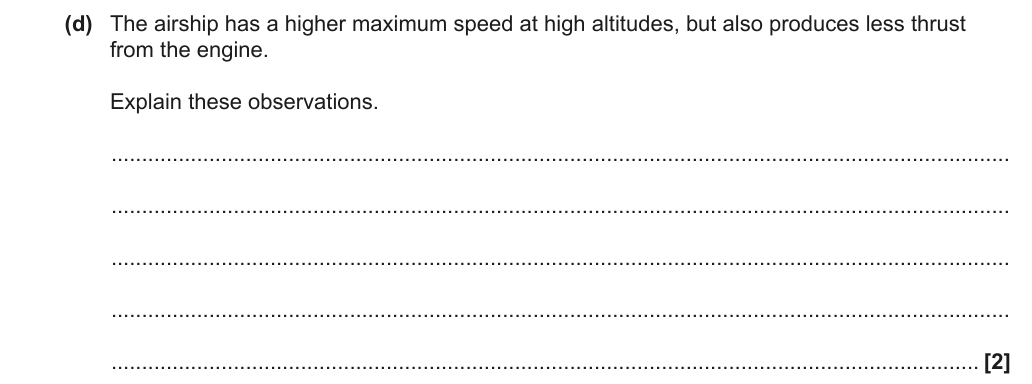 (d) The airship has a higher maximum speed at high altitudes, but also produces less thrust
from the engine.
Explain these observations.
..........................................................................................................................................................
..........................................................................................................................................................
..........................................................................................................................................................
..........................................................................................................................................................
.................................................................................................................................................... [2]